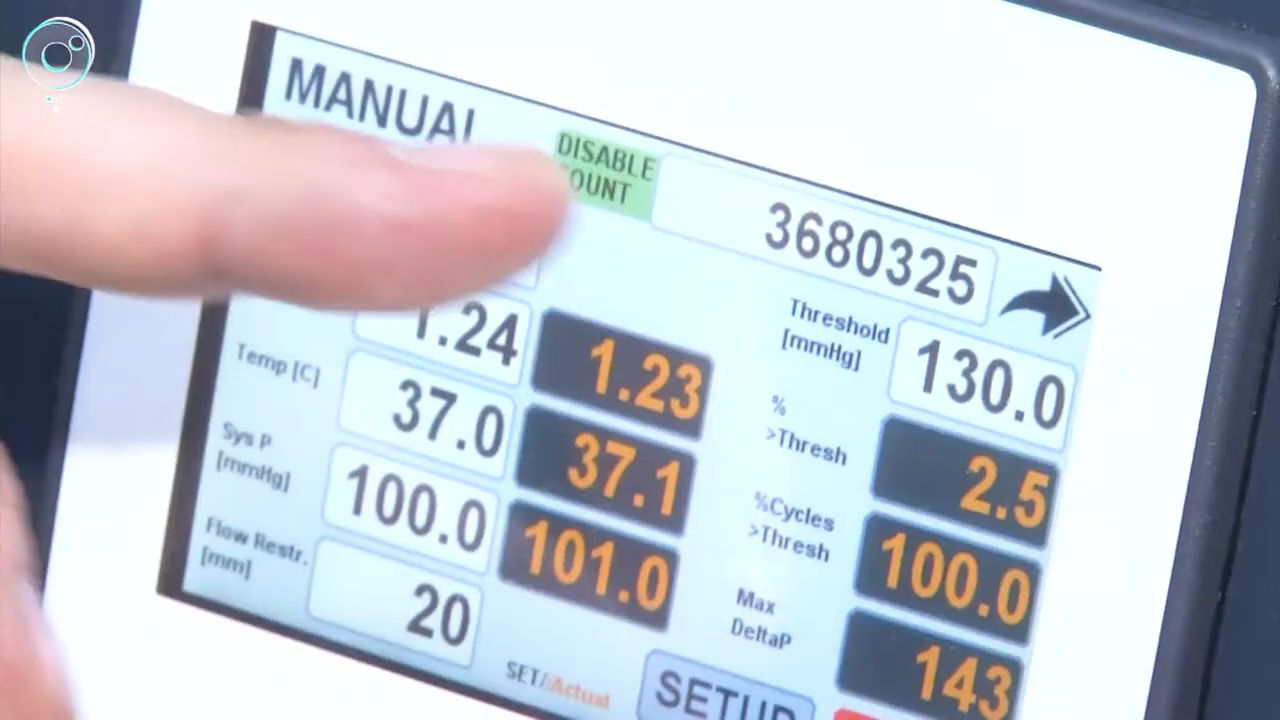 MANUAL
DISABLE
COUNT
3680325
1.24 1.23
Temp [C] 37.0 37.1
Sys P
[mmHg] 100.0 101.0
Flow Restr.
[mm] 20
SET/Actual
Threshold
[mmHg] 130.0
%
>Thresh 2.5
%Cycles
>Thresh 100.0
Max
DeltaP 143
SETUP